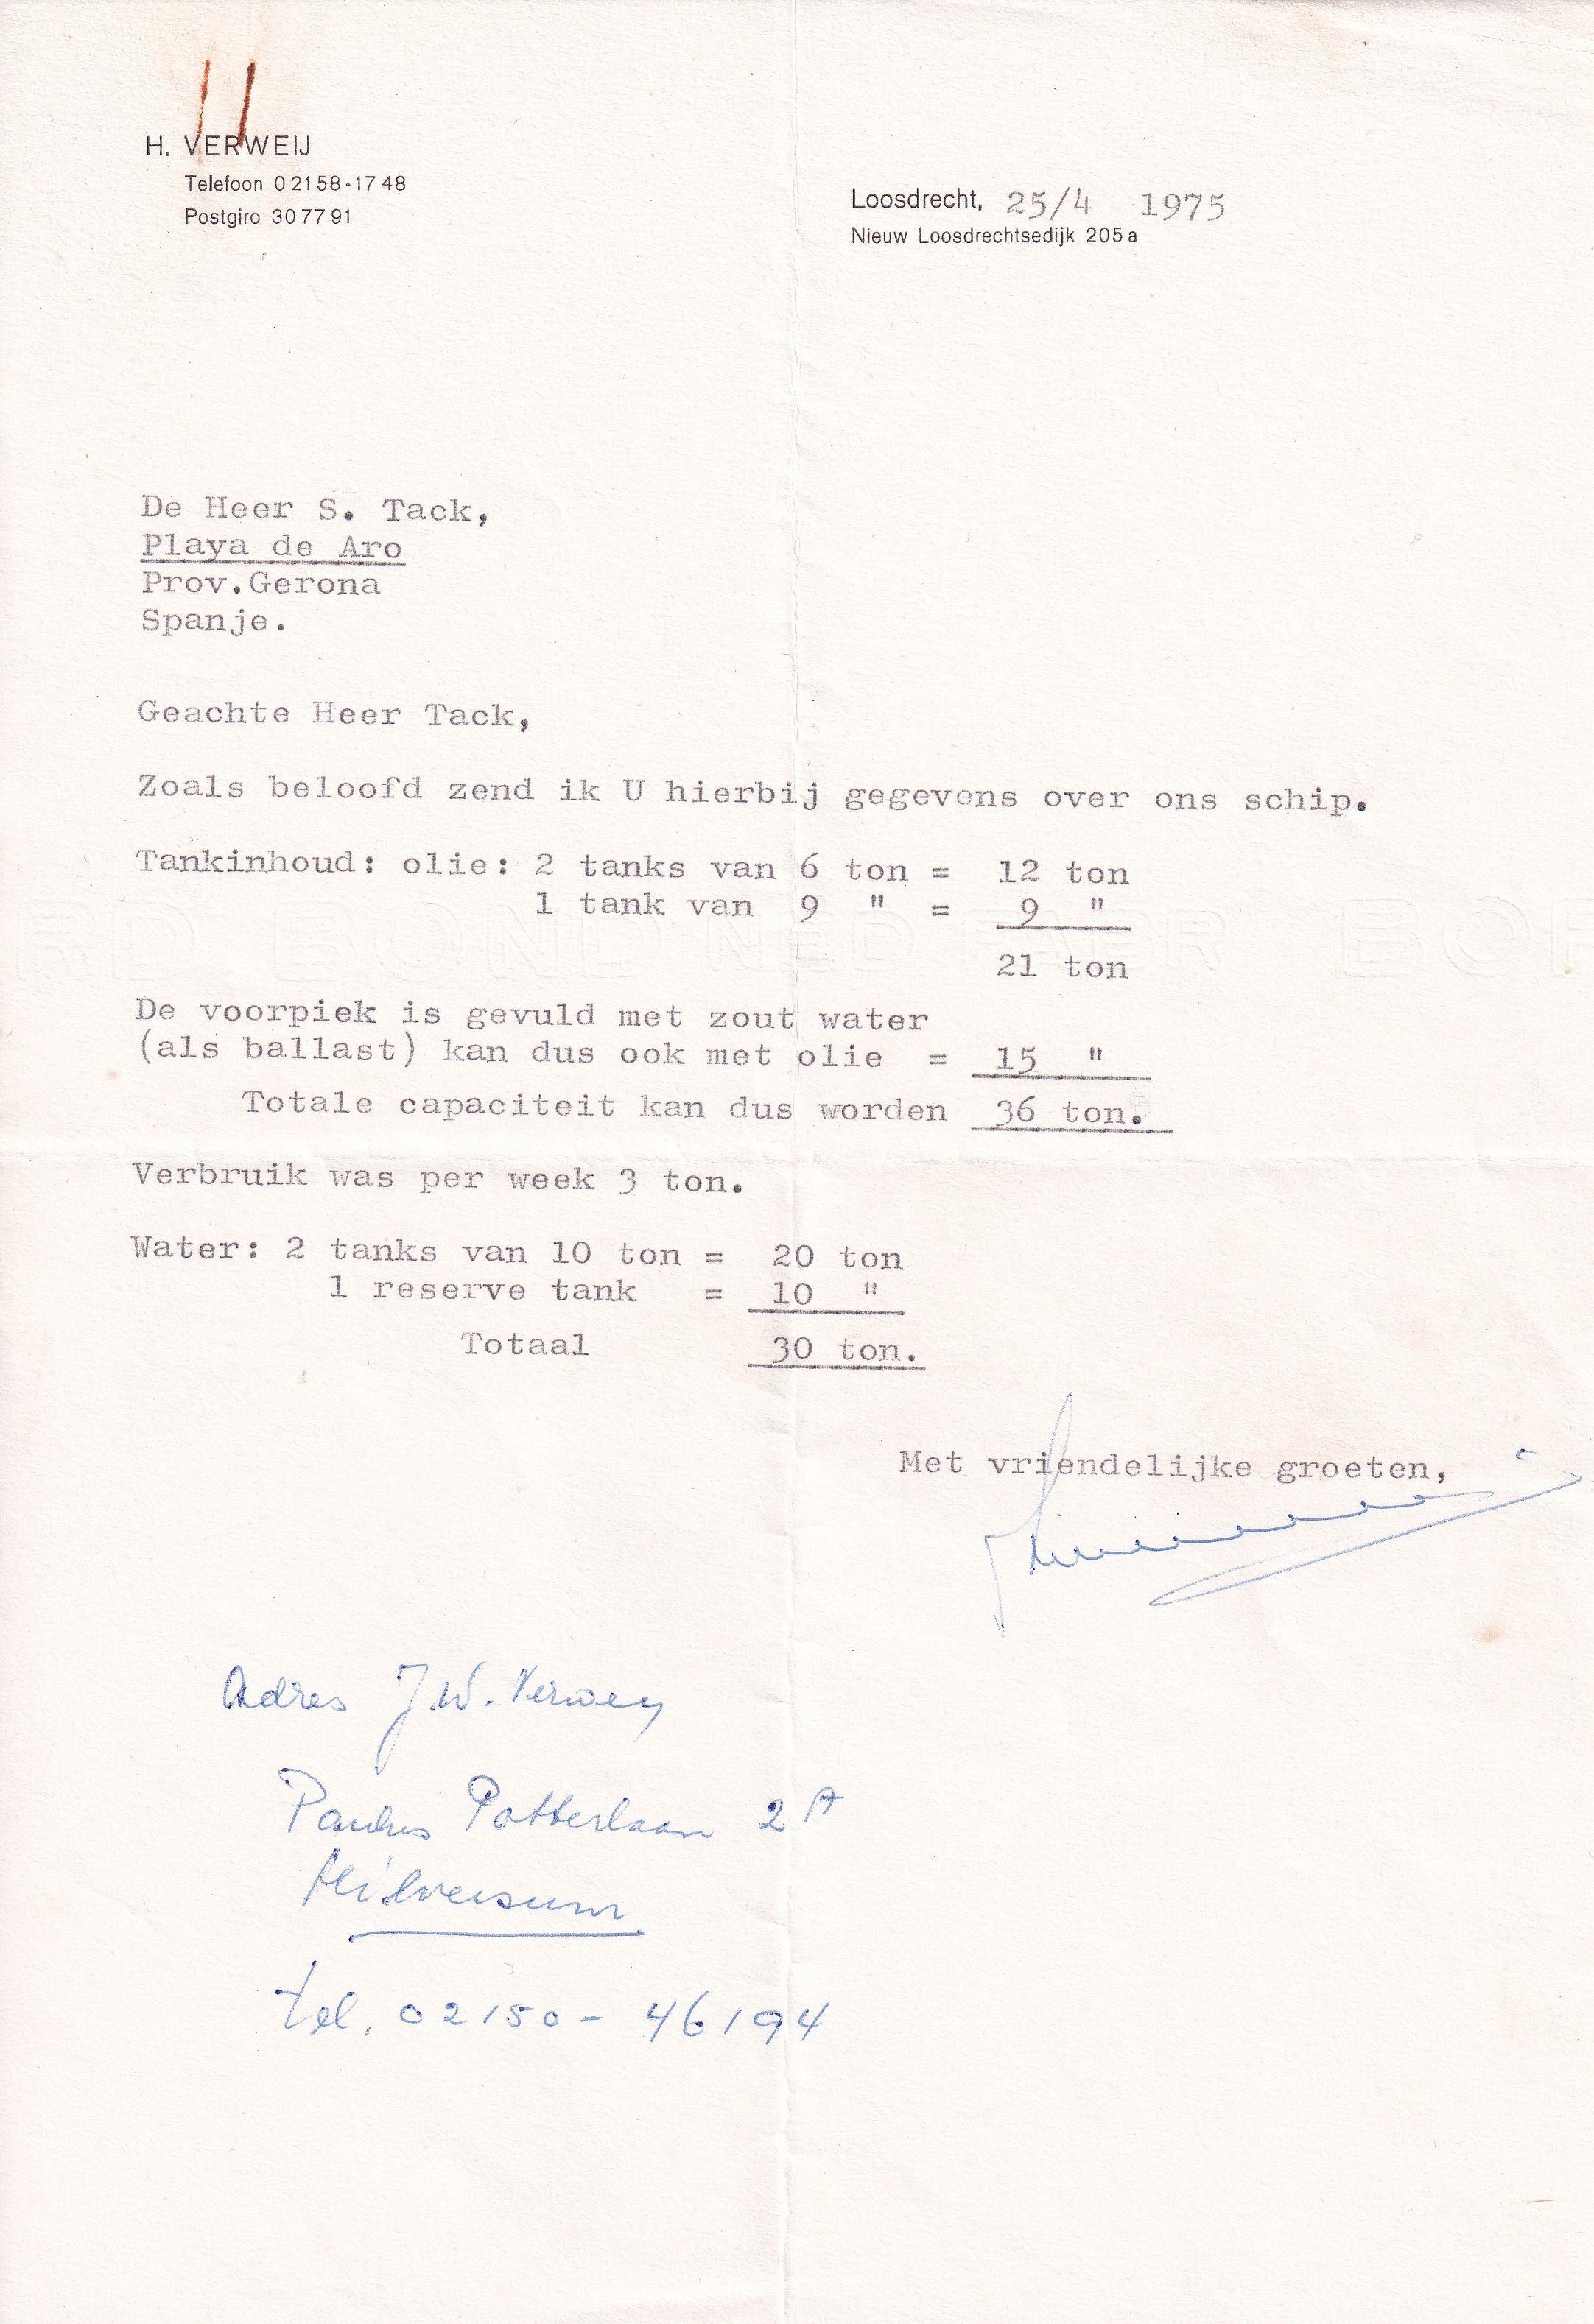 H. VERWEIJ
Telefoon 02158-1748
Postgiro 307791
Loosdrecht, 25/4 1975
Nieuw Loosdrechtsedijk 205a
De Heer S. Tack,
Playa de Aro
Prov.Gerona
Spanje.
Geachte Heer Tack,
Zoals beloofd zend ik U hierbij gegevens over ons schip.
Tankinhoud: olie: 2 tanks van 6 ton = 12 ton
1 tank van 9 " = 9 "
21 ton
De voorpiek is gevuld met zout water
(als ballast) kan dus ook met olie = 15 "
Totale capaciteit kan dus worden 36 ton.
Verbruik was per week 3 ton.
Water: 2 tanks van 10 ton = 20 ton
1 reserve tank = 10 "
Totaal 30 ton.
Met vriendelijke groeten,
Adres J.W. Verwey
Paulus Potterlaan 2A
Hilversum
tel. 02150-46194